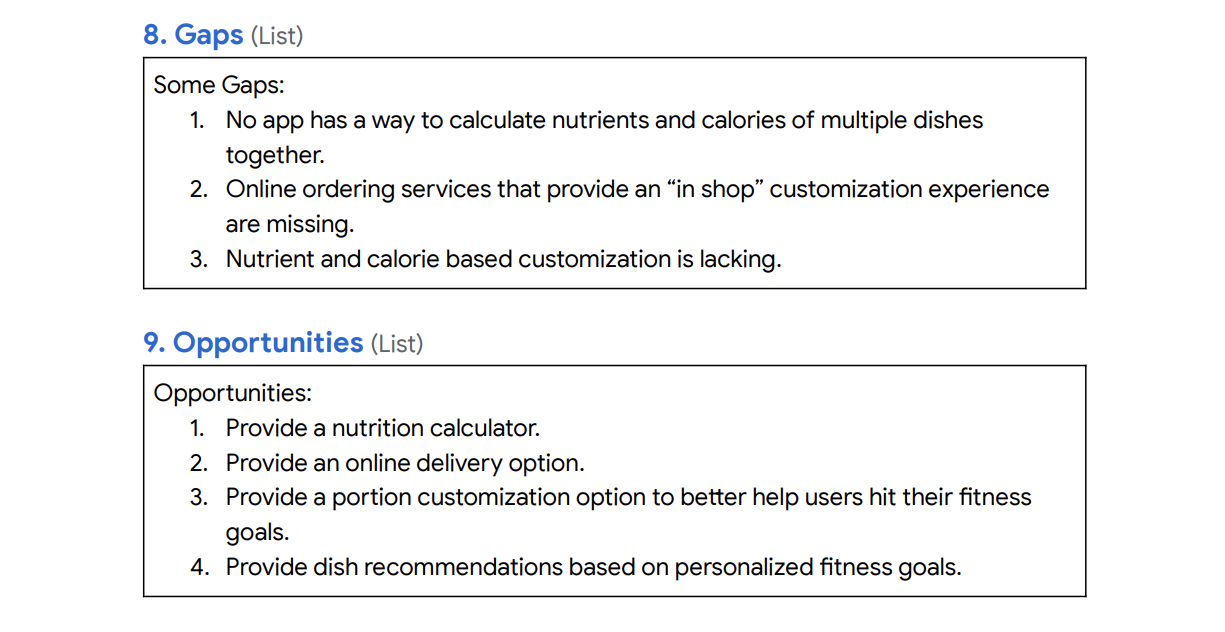 8. Gaps (List)
Some Gaps:
1. No app has a way to calculate nutrients and calories of multiple dishes
together.
2. Online ordering services that provide an “in shop” customization experience
are missing.
3. Nutrient and calorie based customization is lacking.
9. Opportunities (List)
Opportunities:
1. Provide a nutrition calculator.
2. Provide an online delivery option.
3. Provide a portion customization option to better help users hit their fitness
goals.
4. Provide dish recommendations based on personalized fitness goals.